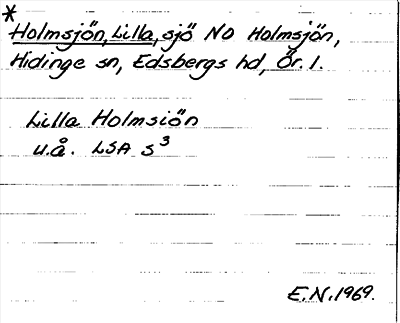 *
Holmsjön, Lilla, sjö NO Holmsjön,
Hidinge sn, Edsbergs hd, Ör. l.
Lilla Holmsiön
u.å. LSA S³
E.N. 1969.